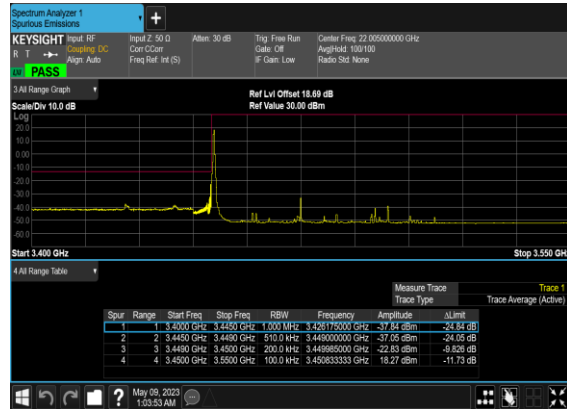 Spectrum Analyzer 1
Spurious Emissions
+
KEYSIGHT Input: RF Input Z: 50 Ω Atten: 30 dB Trig: Free Run Center Freq: 22.005000000 GHz
R T Coupling: DC Corr CCorr Gate: Off Avg|Hold: 100/100
Align: Auto Freq Ref: Int (S) IF Gain: Low Radio Std: None
LW PASS
3 All Range Graph Ref Lvl Offset 18.69 dB
Scale/Div 10.0 dB Ref Value 30.00 dBm
Log
20.0
10.0
0.00
-10.0
-20.0
-30.0
-40.0
-50.0
-60.0
Start 3.400 GHz Stop 3.550 GHz
4 All Range Table
Measure Trace Trace 1
Trace Type Trace Average (Active)
Spur Range Start Freq Stop Freq RBW Frequency Amplitude ΔLimit
1 1 3.4000 GHz 3.4450 GHz 1.000 MHz 3.426175000 GHz -37.84 dBm -24.84 dB
2 2 3.4450 GHz 3.4490 GHz 510.0 kHz 3.449000000 GHz -37.05 dBm -24.05 dB
3 3 3.4490 GHz 3.4500 GHz 200.0 kHz 3.449985000 GHz -22.83 dBm -9.826 dB
4 4 3.4500 GHz 3.5500 GHz 100.0 kHz 3.450833333 GHz 18.27 dBm -11.73 dB
? May 09, 2023
1:03:53 AM